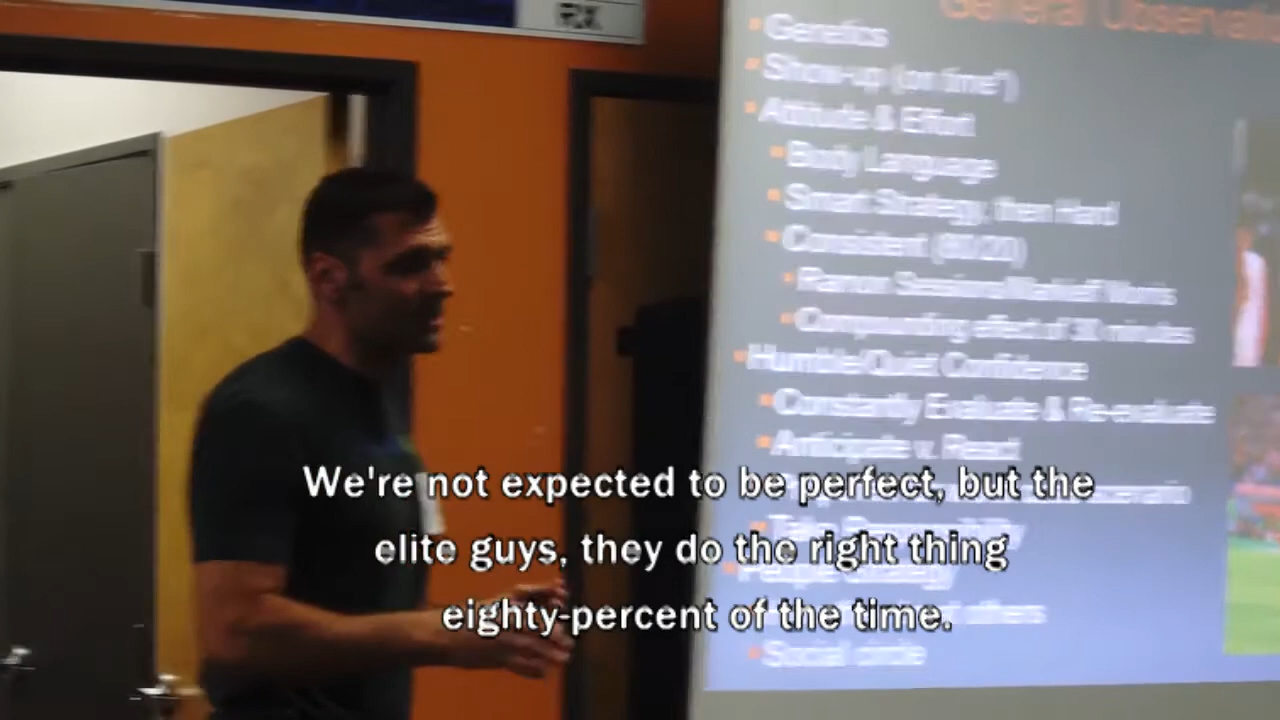 RX
General Observatio
Genetics
Show-up (on time*)
Attitude & Effort
Body Language
Smart Strategy, then Hard
Consistent (80/20)
Compounding effect of 30 minutes
Humble/Quiet Confidence
Constantly Evaluate & Re-evaluate
Anticipate v. React
We're not expected to be perfect, but the
elite guys, they do the right thing
eighty-percent of the time.
others
Social circle